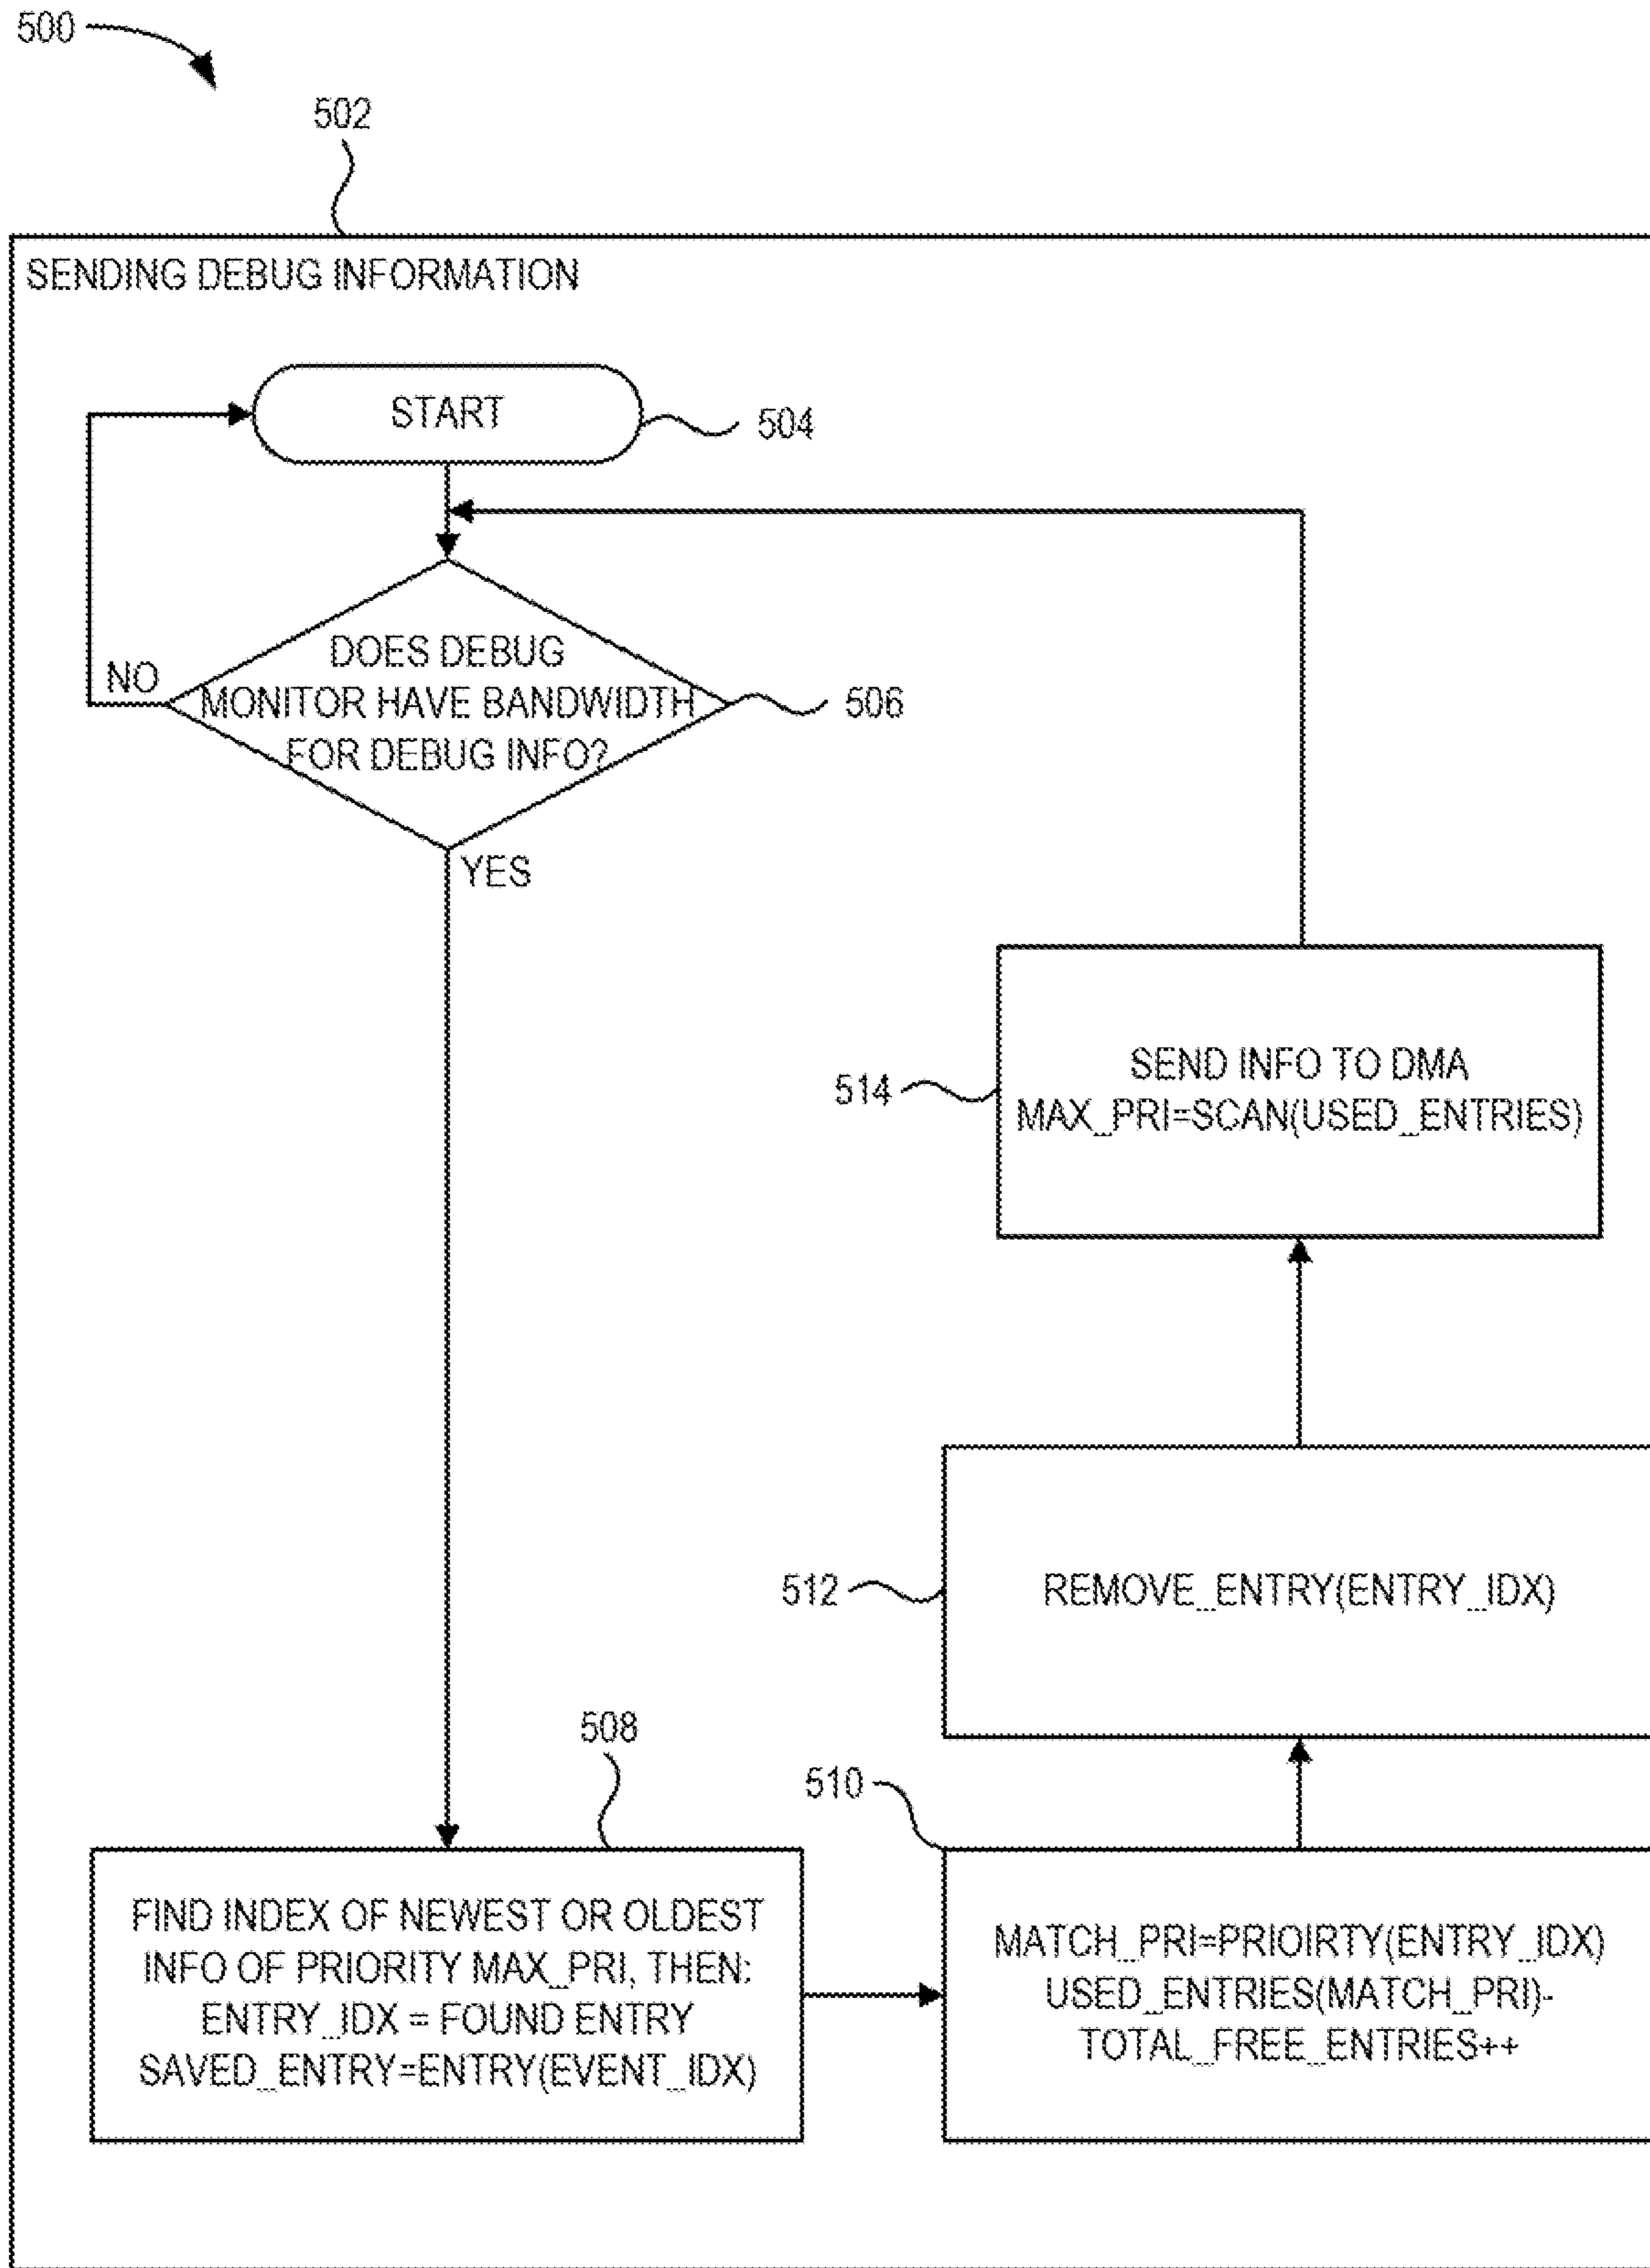 500
502
SENDING DEBUG INFORMATION
START
504
DOES DEBUG
MONITOR HAVE BANDWIDTH
FOR DEBUG INFO?
NO
506
YES
SEND INFO TO DMA
MAX_PRI=SCAN(USED_ENTRIES)
514
REMOVE_ENTRY(ENTRY_IDX)
512
508
510
FIND INDEX OF NEWEST OR OLDEST
INFO OF PRIORITY MAX_PRI, THEN:
ENTRY_IDX = FOUND ENTRY
SAVED_ENTRY=ENTRY(EVENT_IDX)
MATCH_PRI=PRIOIRTY(ENTRY_IDX)
USED_ENTRIES(MATCH_PRI)-
TOTAL_FREE_ENTRIES++